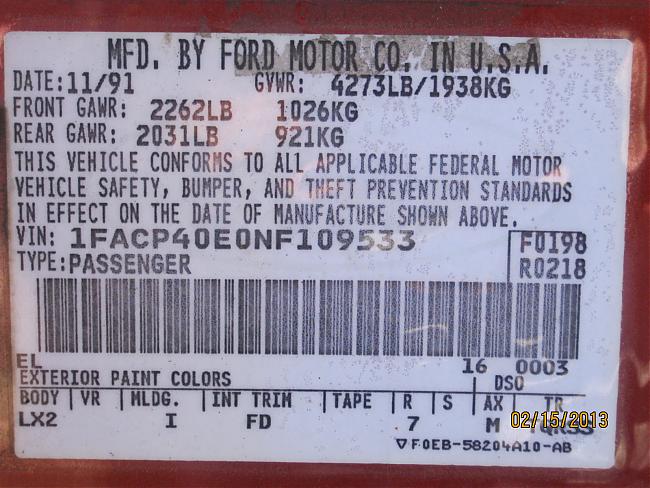 MFD. BY FORD MOTOR CO. IN U.S.A.
DATE:11/91 GVWR: 4273LB/1938KG
FRONT GAWR: 2262LB 1026KG
REAR GAWR: 2031LB 921KG
THIS VEHICLE CONFORMS TO ALL APPLICABLE FEDERAL MOTOR
VEHICLE SAFETY, BUMPER, AND THEFT PREVENTION STANDARDS
IN EFFECT ON THE DATE OF MANUFACTURE SHOWN ABOVE.
VIN: 1FACP40E0NF109533 F0198
TYPE:PASSENGER R0218
EL 16 0003
EXTERIOR PAINT COLORS DSO
BODY VR MLDG. INT TRIM TAPE R S AX TR
LX2 I FD 7 M
02/15/2013
▽F0EB-58204A10-AB